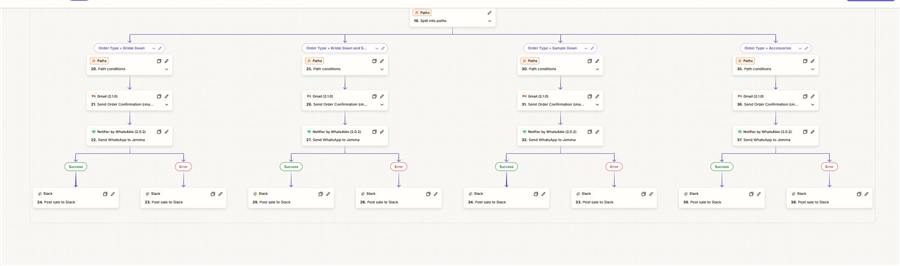 Paths
19. Split into paths
Order Type = Bridal Gown
Order Type = Bridal Gown and S...
Order Type = Sample Gown
Order Type = Accessories
Paths
20. Path conditions
Paths
25. Path conditions
Paths
30. Path conditions
Paths
35. Path conditions
Gmail (2.1.0)
21. Send Order Confirmation (Una...
Gmail (2.1.0)
26. Send Order Confirmation (Un...
Gmail (2.1.0)
31. Send Order Confirmation (Una...
Gmail (2.1.0)
36. Send Order Confirmation (Un...
Notifier by WhatsAble (2.0.2)
22. Send WhatsApp to Jemma
Notifier by WhatsAble (2.0.2)
27. Send WhatsApp to Jemma
Notifier by WhatsAble (2.0.2)
32. Send WhatsApp to Jemma
Notifier by WhatsAble (2.0.2)
37. Send WhatsApp to Jemma
Success
Error
Success
Error
Success
Error
Success
Error
Slack
24. Post sale to Slack
Slack
23. Post sale to Slack
Slack
29. Post sale to Slack
Slack
28. Post sale to Slack
Slack
34. Post sale to Slack
Slack
33. Post sale to Slack
Slack
39. Post sale to Slack
Slack
38. Post sale to Slack